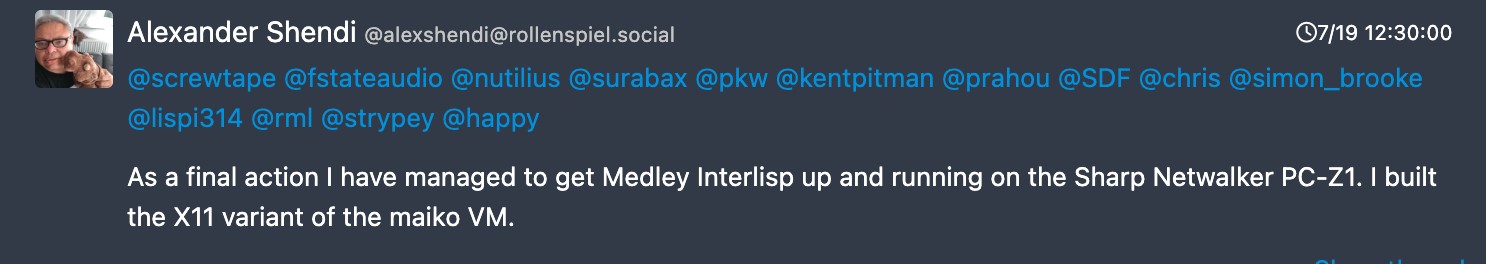 Alexander Shendi @alexshendi@rollenspiel.social 7/19 12:30:00
@screwtape @fstateaudio @nutilius @surabax @pkw @kentpitman @prahou @SDF @chris @simon_brooke
@lispi314 @rml @strypey @happy
As a final action I have managed to get Medley Interlisp up and running on the Sharp Netwalker PC-Z1. I built
the X11 variant of the maiko VM.